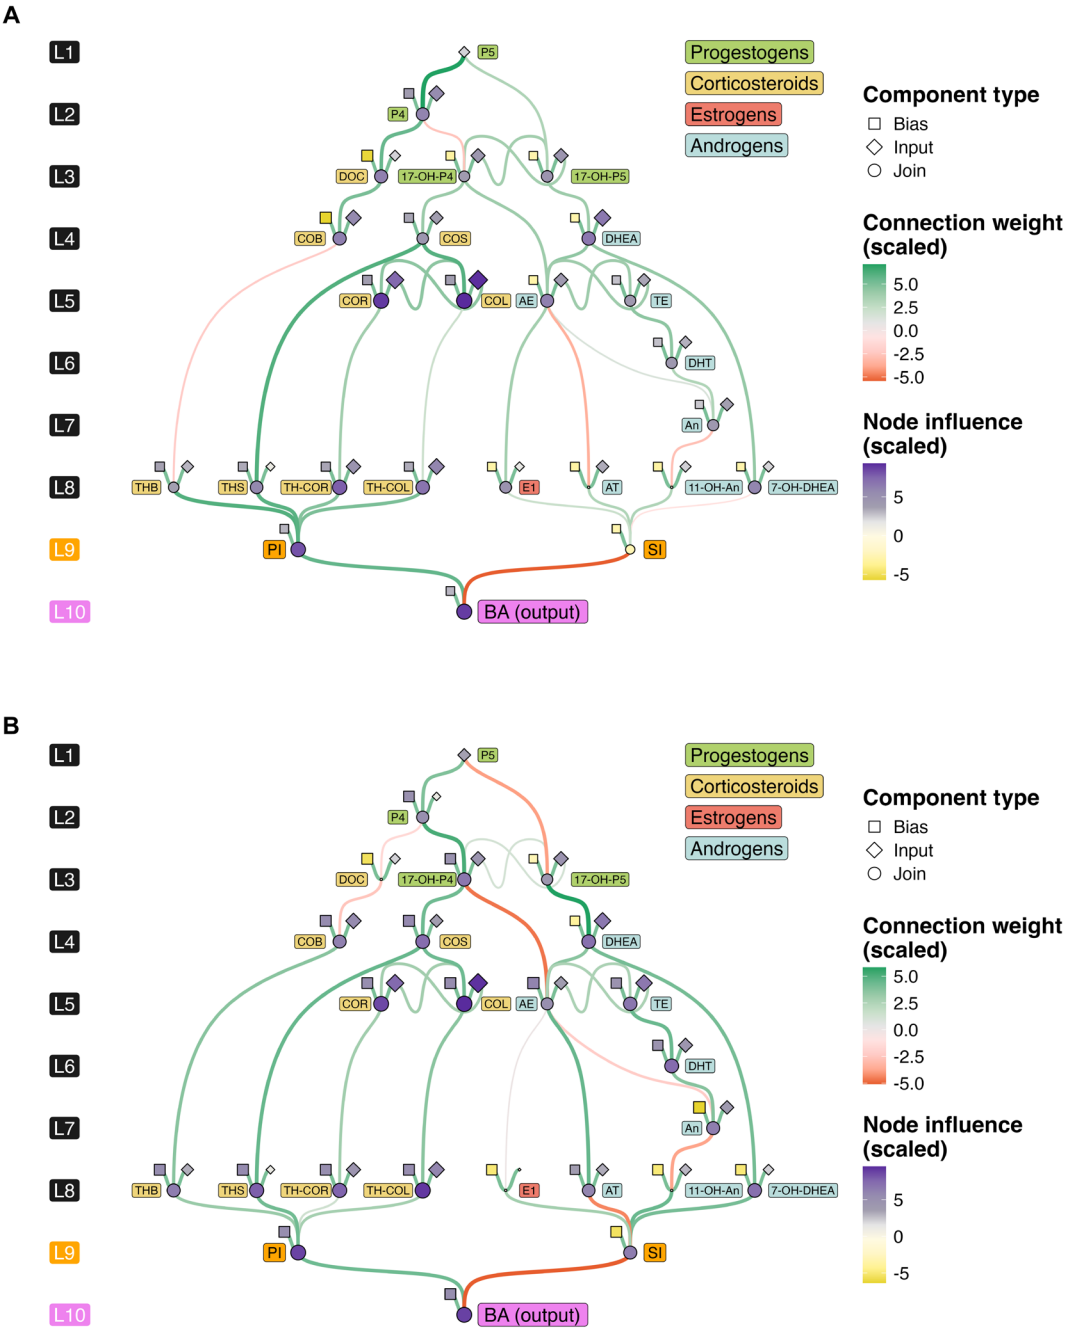 A
L1 P5 Progestogens
Corticosteroids
Component type
L2 P4 Estrogens
Bias
Androgens
Input
L3 DOC 17-OH-P4 17-OH-P5
Join
Connection weight
L4 COB COS DHEA
(scaled)
5.0
L5 COR COL AE TE
2.5
0.0
-2.5
L6 DHT
-5.0
Node influence
L7 An
(scaled)
L8 THB THS TH-COR TH-COL E1 AT 11-OH-An 7-OH-DHEA
5
0
L9 PI SI
-5
L10 BA (output)
B
L1 P5 Progestogens
Corticosteroids
Component type
L2 P4 Estrogens
Bias
Androgens
Input
L3 DOC 17-OH-P4 17-OH-P5
Join
Connection weight
L4 COB COS DHEA
(scaled)
5.0
L5 COR COL AE TE
2.5
0.0
-2.5
L6 DHT
-5.0
Node influence
L7 An
(scaled)
L8 THB THS TH-COR TH-COL E1 AT 11-OH-An 7-OH-DHEA
5
0
L9 PI SI
-5
L10 BA (output)